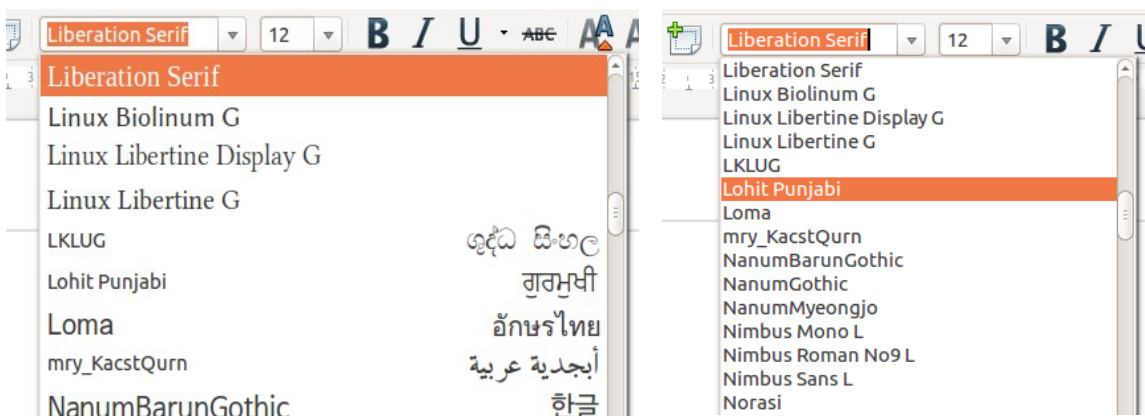 Liberation Serif 12 B I U ABC A A
Liberation Serif
Linux Biolinum G
Linux Libertine Display G
Linux Libertine G
LKLUG ශුද්ධ සිංහල
Lohit Punjabi ਗੁਰਮੁਖੀ
Loma อักษรไทย
mry_KacstQurn أبجدية عربية
NanumBarunGothic 한글
Liberation Serif 12 B I U
Liberation Serif
Linux Biolinum G
Linux Libertine Display G
Linux Libertine G
LKLUG
Lohit Punjabi
Loma
mry_KacstQurn
NanumBarunGothic
NanumGothic
NanumMyeongjo
Nimbus Mono L
Nimbus Roman No9 L
Nimbus Sans L
Norasi